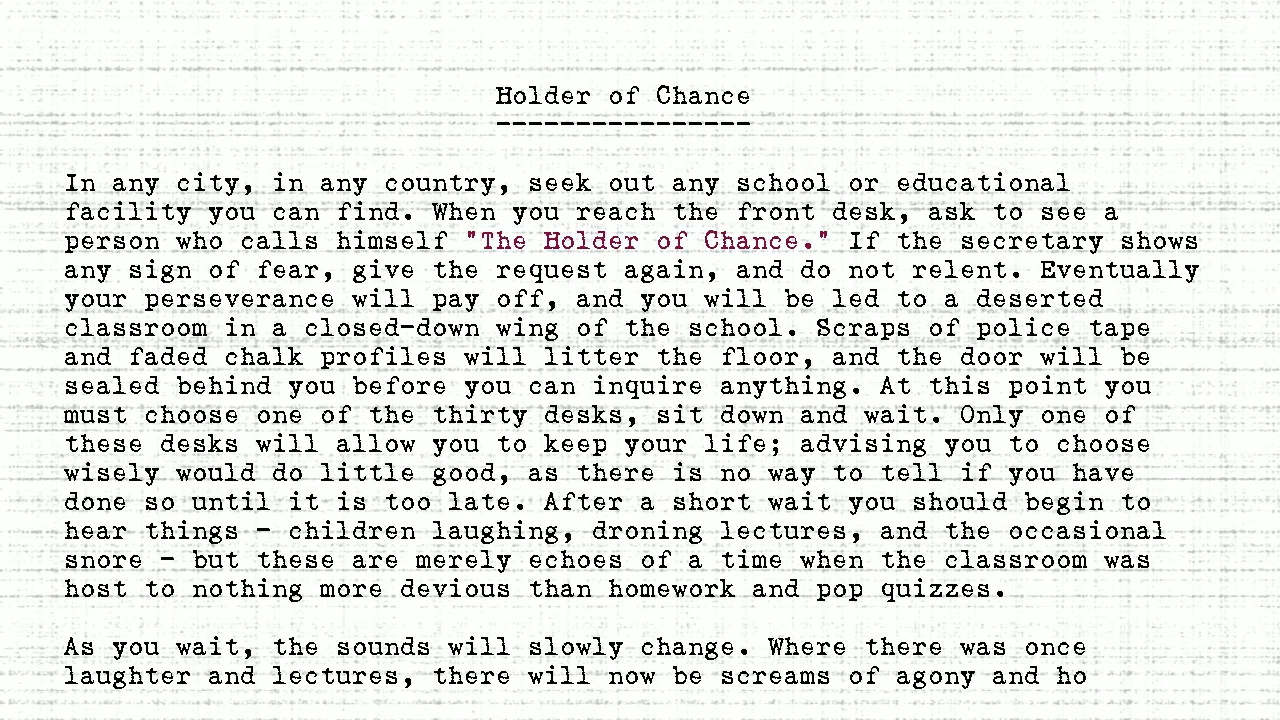 Holder of Chance
----------------
In any city, in any country, seek out any school or educational
facility you can find. When you reach the front desk, ask to see a
person who calls himself "The Holder of Chance." If the secretary shows
any sign of fear, give the request again, and do not relent. Eventually
your perseverance will pay off, and you will be led to a deserted
classroom in a closed-down wing of the school. Scraps of police tape
and faded chalk profiles will litter the floor, and the door will be
sealed behind you before you can inquire anything. At this point you
must choose one of the thirty desks, sit down and wait. Only one of
these desks will allow you to keep your life; advising you to choose
wisely would do little good, as there is no way to tell if you have
done so until it is too late. After a short wait you should begin to
hear things - children laughing, droning lectures, and the occasional
snore - but these are merely echoes of a time when the classroom was
host to nothing more devious than homework and pop quizzes.
As you wait, the sounds will slowly change. Where there was once
laughter and lectures, there will now be screams of agony and ho